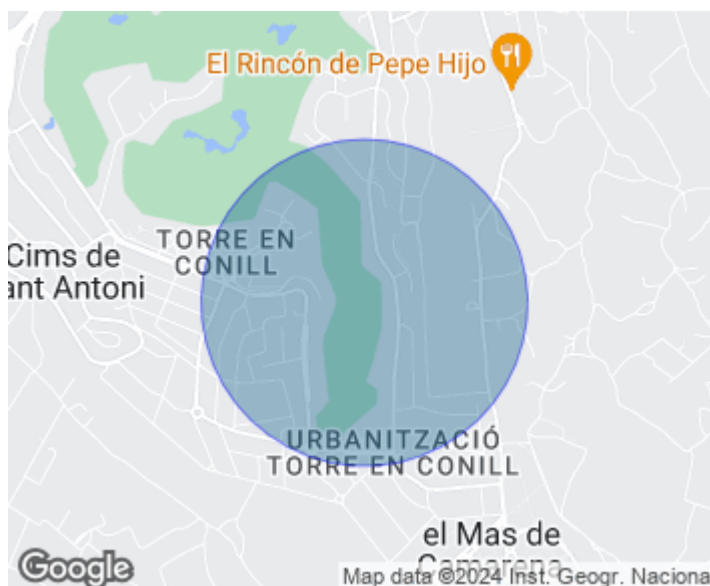 El Rincón de Pepe Hijo
TORRE EN
CONILL
Cims de
ant Antoni
URBANITZACIÓ
TORRE EN CONILL
el Mas de
Camarena
Google
Map data ©2024 Inst. Geogr. Naciona